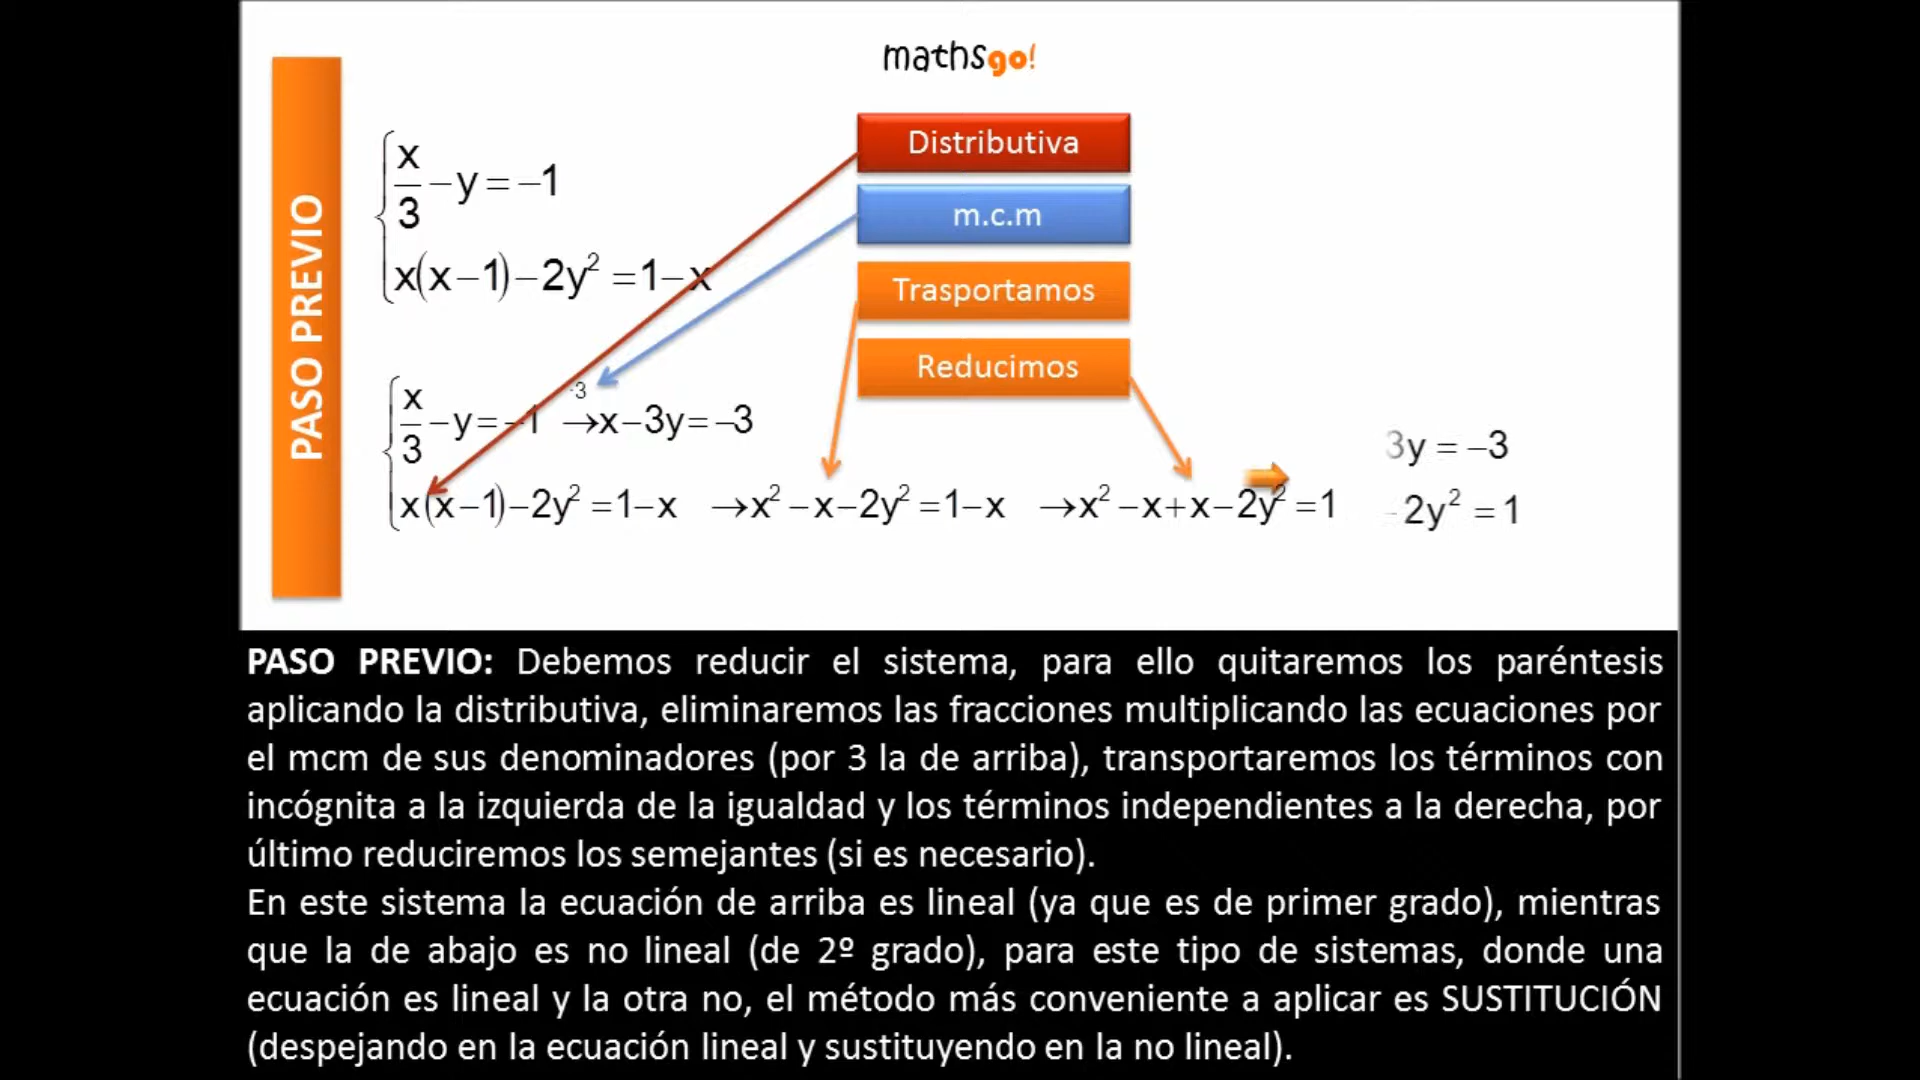 mathsgo!
PASO PREVIO
Distributiva
m.c.m
Trasportamos
Reducimos
x/3 − y = −1
x(x−1) − 2y² = 1 − x
x/3 − y = −1 →x − 3y = −3
·3
x(x−1) − 2y² = 1 − x →x² − x − 2y² = 1 − x →x² − x + x − 2y² = 1
3y = −3
2y² = 1
PASO PREVIO: Debemos reducir el sistema, para ello quitaremos los paréntesis
aplicando la distributiva, eliminaremos las fracciones multiplicando las ecuaciones por
el mcm de sus denominadores (por 3 la de arriba), transportaremos los términos con
incógnita a la izquierda de la igualdad y los términos independientes a la derecha, por
último reduciremos los semejantes (si es necesario).
En este sistema la ecuación de arriba es lineal (ya que es de primer grado), mientras
que la de abajo es no lineal (de 2º grado), para este tipo de sistemas, donde una
ecuación es lineal y la otra no, el método más conveniente a aplicar es SUSTITUCIÓN
(despejando en la ecuación lineal y sustituyendo en la no lineal).